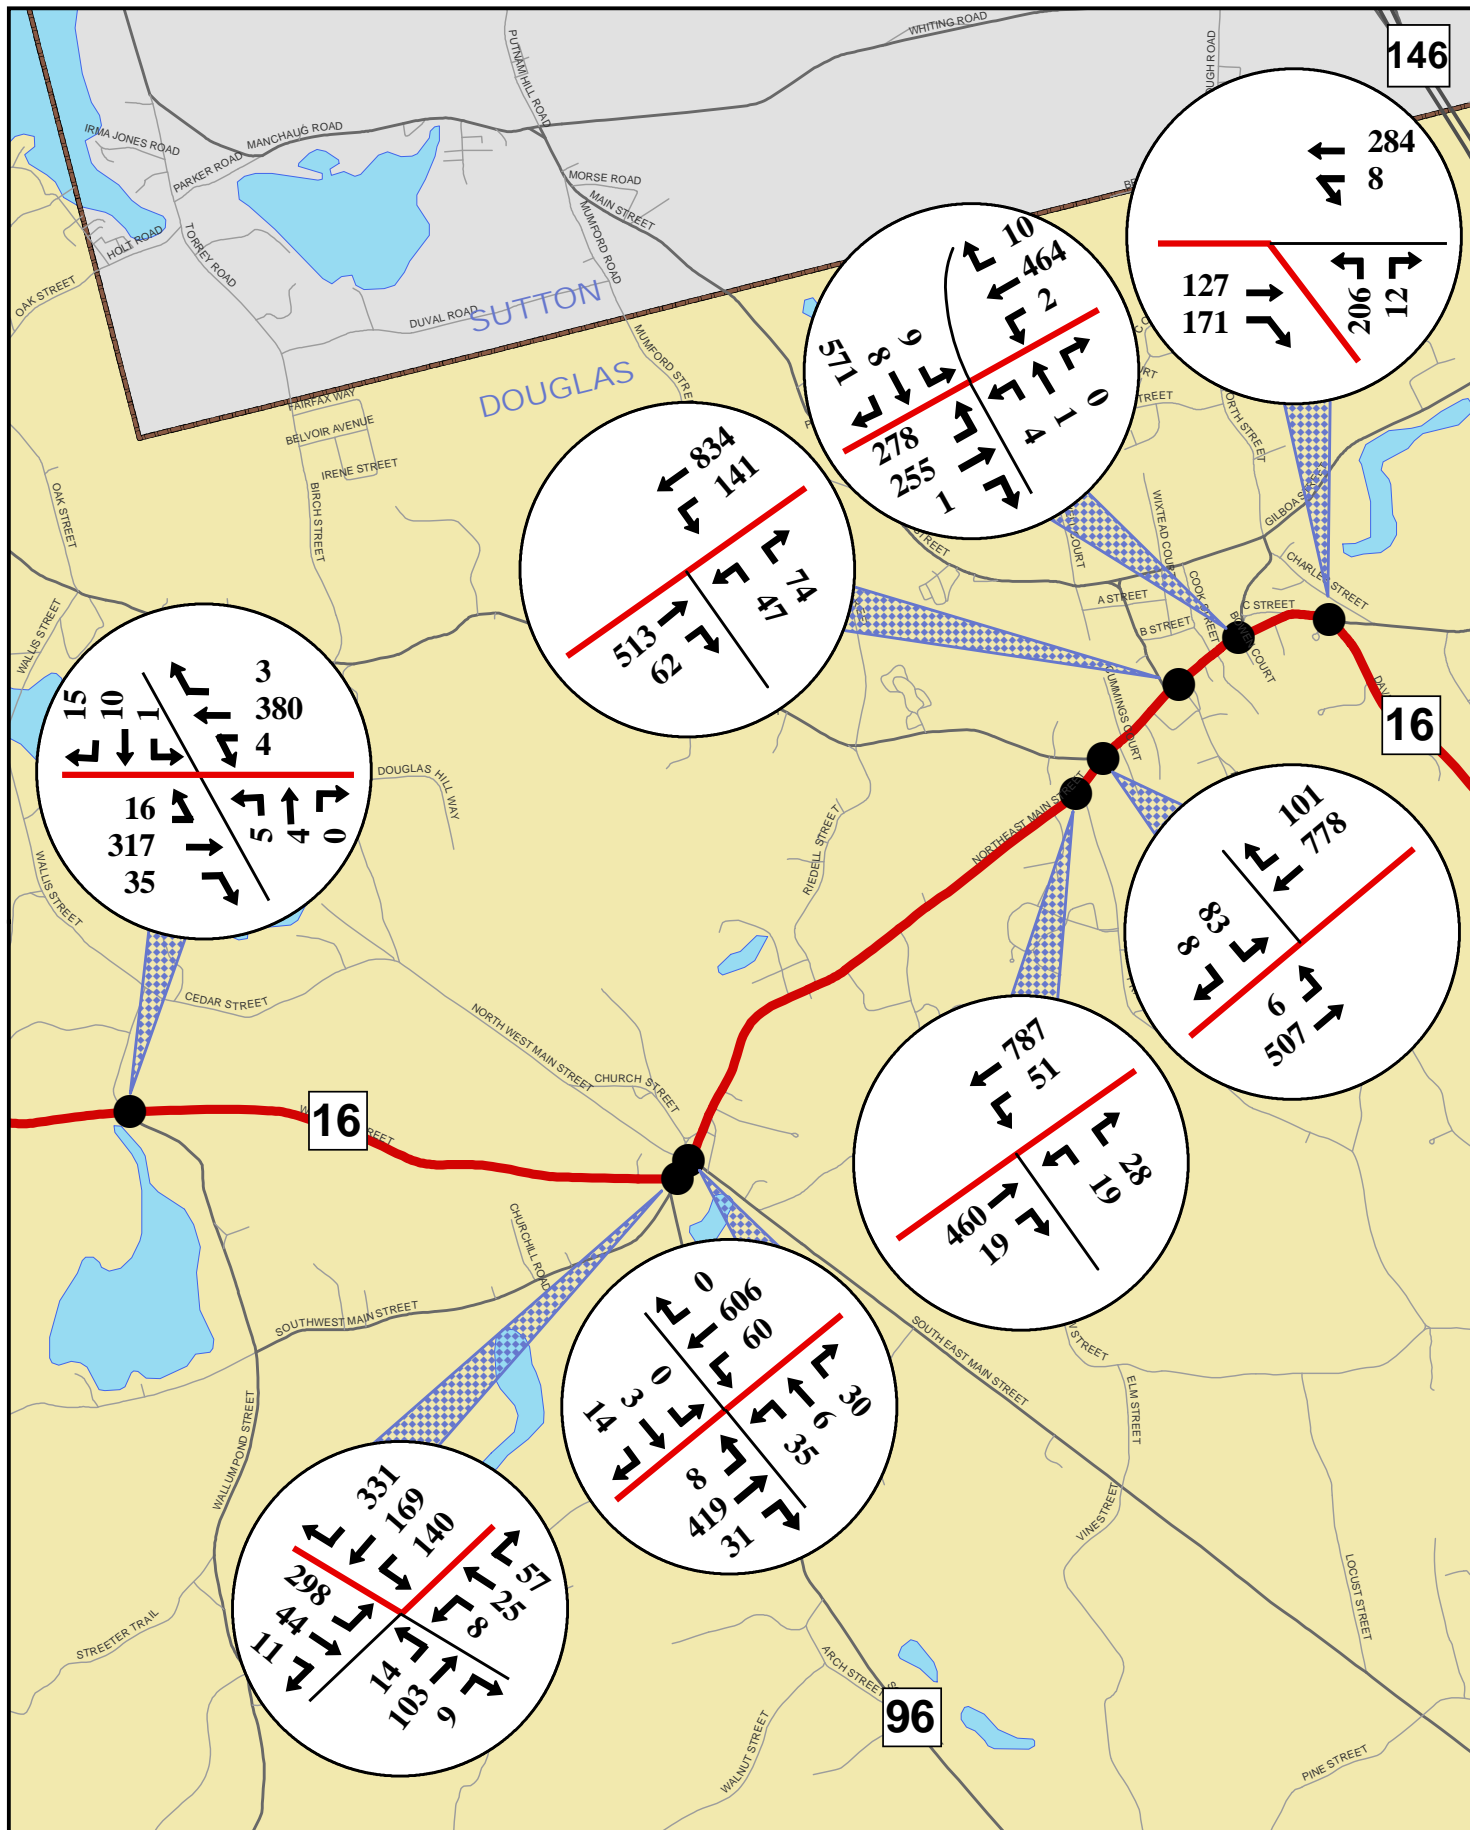 WHITING ROAD
146
PUTNAM HILL ROAD
IRMA JONES ROAD
MANCHAUG ROAD
PARKER ROAD
MORSE ROAD
MAIN STREET
MUMFORD ROAD
HOLT ROAD
TORREY ROAD
OAK STREET
DUVAL ROAD
SUTTON
DOUGLAS
284
8
127
171
206
12
10
464
2
571
8
9
278
255
1
4
1
0
FAIRFAX WAY
BELVOIR AVENUE
IRENE STREET
OAK STREET
BIRCH STREET
834
141
513
62
47
74
WIXTEAD COURT
COOK STREET
GILBOA STREET
A STREET
B STREET
C STREET
CUMMINGS COURT
WALLIS STREET
15
10
1
3
380
4
16
317
35
5
4
0
DOUGLAS HILL WAY
16
RIEDELL STREET
NORTHEAST MAIN STREET
101
778
83
8
6
507
WALLIS STREET
CEDAR STREET
NORTH WEST MAIN STREET
CHURCH STREET
787
51
460
19
19
28
16
CHURCHILL ROAD
SOUTHWEST MAIN STREET
0
606
60
14
3
0
8
419
31
35
6
30
SOUTH EAST MAIN STREET
ELM STREET
WALLUM POND STREET
VINE STREET
331
169
140
298
44
11
14
103
9
8
25
57
LOCUST STREET
STREETER TRAIL
ARCH STREET
96
WALNUT STREET
PINE STREET